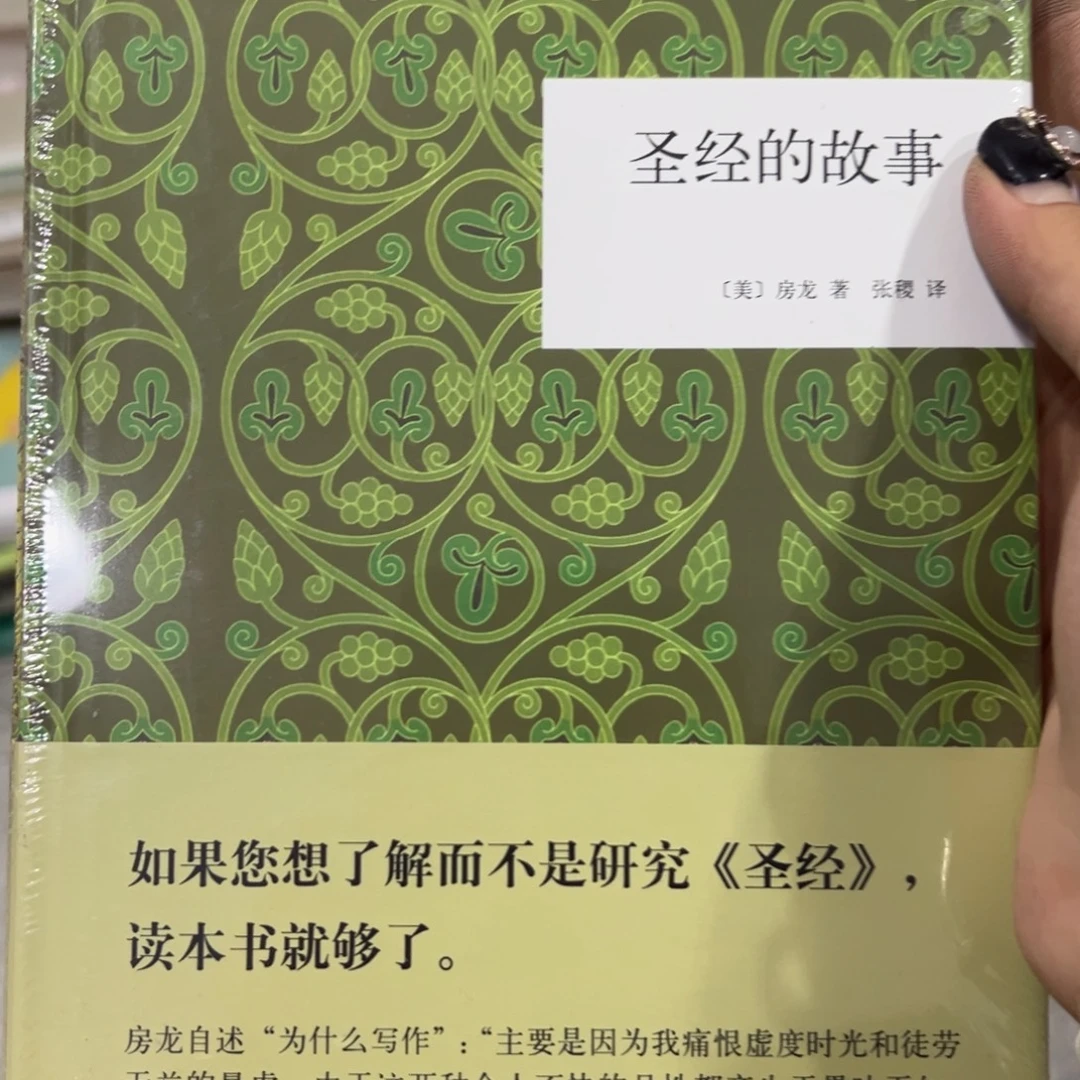 圣经的故事
〔美〕房龙 著 张稷 译
如果您想了解而不是研究《圣经》，
读本书就够了。
房龙自述“为什么写作”：“主要是因为我痛恨虚度时光和徒劳